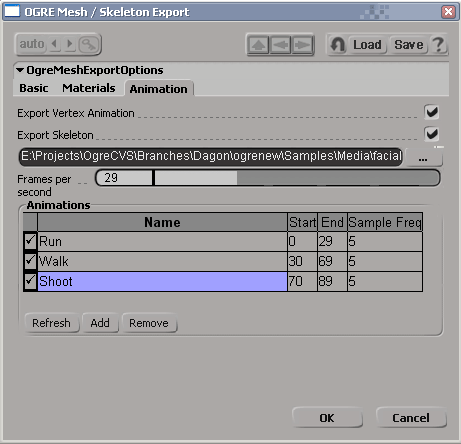 OGRE Mesh / Skeleton Export
auto Load Save ?
OgreMeshExportOptions
Basic Materials Animation
Export Vertex Animation
Export Skeleton
E:\Projects\OgreCVS\Branches\Dagon\ogrenew\Samples\Media\facial ...
Frames per second 29
Animations
Name Start End Sample Freq
Run 0 29 5
Walk 30 69 5
Shoot 70 89 5
Refresh Add Remove
OK Cancel